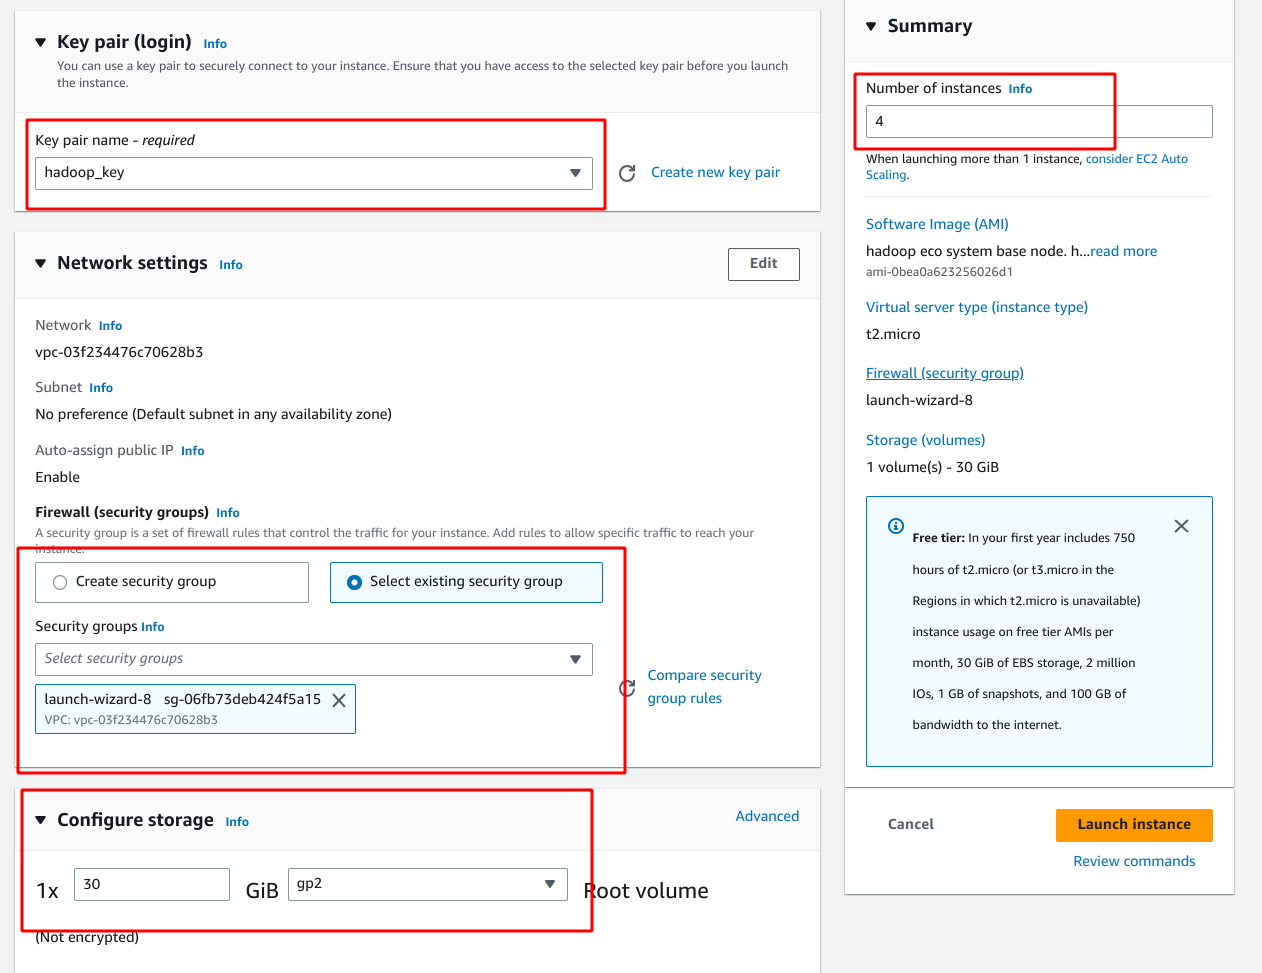 Key pair (login) Info
You can use a key pair to securely connect to your instance. Ensure that you have access to the selected key pair before you launch
the instance.
Key pair name - required
hadoop_key
Create new key pair
Network settings Info
Edit
Network Info
vpc-03f234476c70628b3
Subnet Info
No preference (Default subnet in any availability zone)
Auto-assign public IP Info
Enable
Firewall (security groups) Info
A security group is a set of firewall rules that control the traffic for your instance. Add rules to allow specific traffic to reach your
instance.
Create security group
Select existing security group
Security groups Info
Select security groups
launch-wizard-8 sg-06fb73deb424f5a15
VPC: vpc-03f234476c70628b3
Compare security
group rules
Configure storage Info
Advanced
1x 30 GiB gp2 Root volume
(Not encrypted)
Summary
Number of instances Info
4
When launching more than 1 instance, consider EC2 Auto
Scaling.
Software Image (AMI)
hadoop eco system base node. h...read more
ami-0bea0a623256026d1
Virtual server type (instance type)
t2.micro
Firewall (security group)
launch-wizard-8
Storage (volumes)
1 volume(s) - 30 GiB
Free tier: In your first year includes 750
hours of t2.micro (or t3.micro in the
Regions in which t2.micro is unavailable)
instance usage on free tier AMIs per
month, 30 GiB of EBS storage, 2 million
IOs, 1 GB of snapshots, and 100 GB of
bandwidth to the internet.
Cancel
Launch instance
Review commands